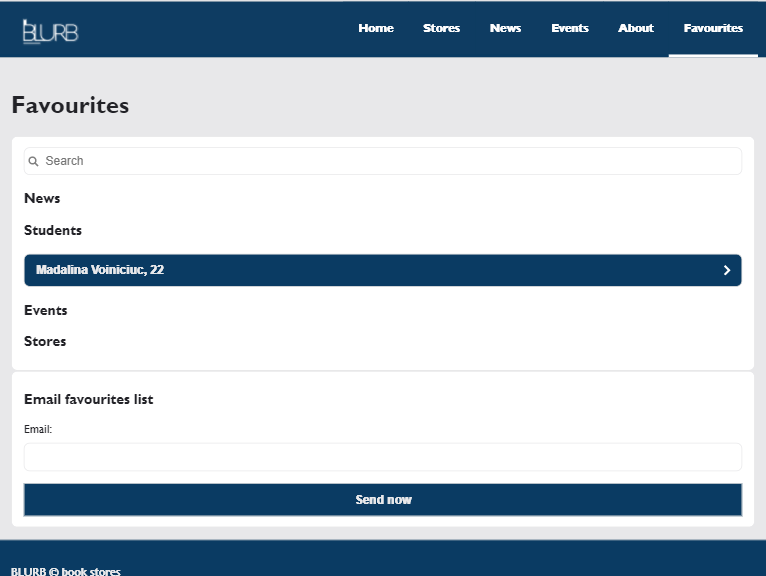 BLURB
Home Stores News Events About Favourites
Favourites
Search
News
Students
Madalina Voiniciuc, 22
Events
Stores
Email favourites list
Email:
Send now
BLURB © book stores